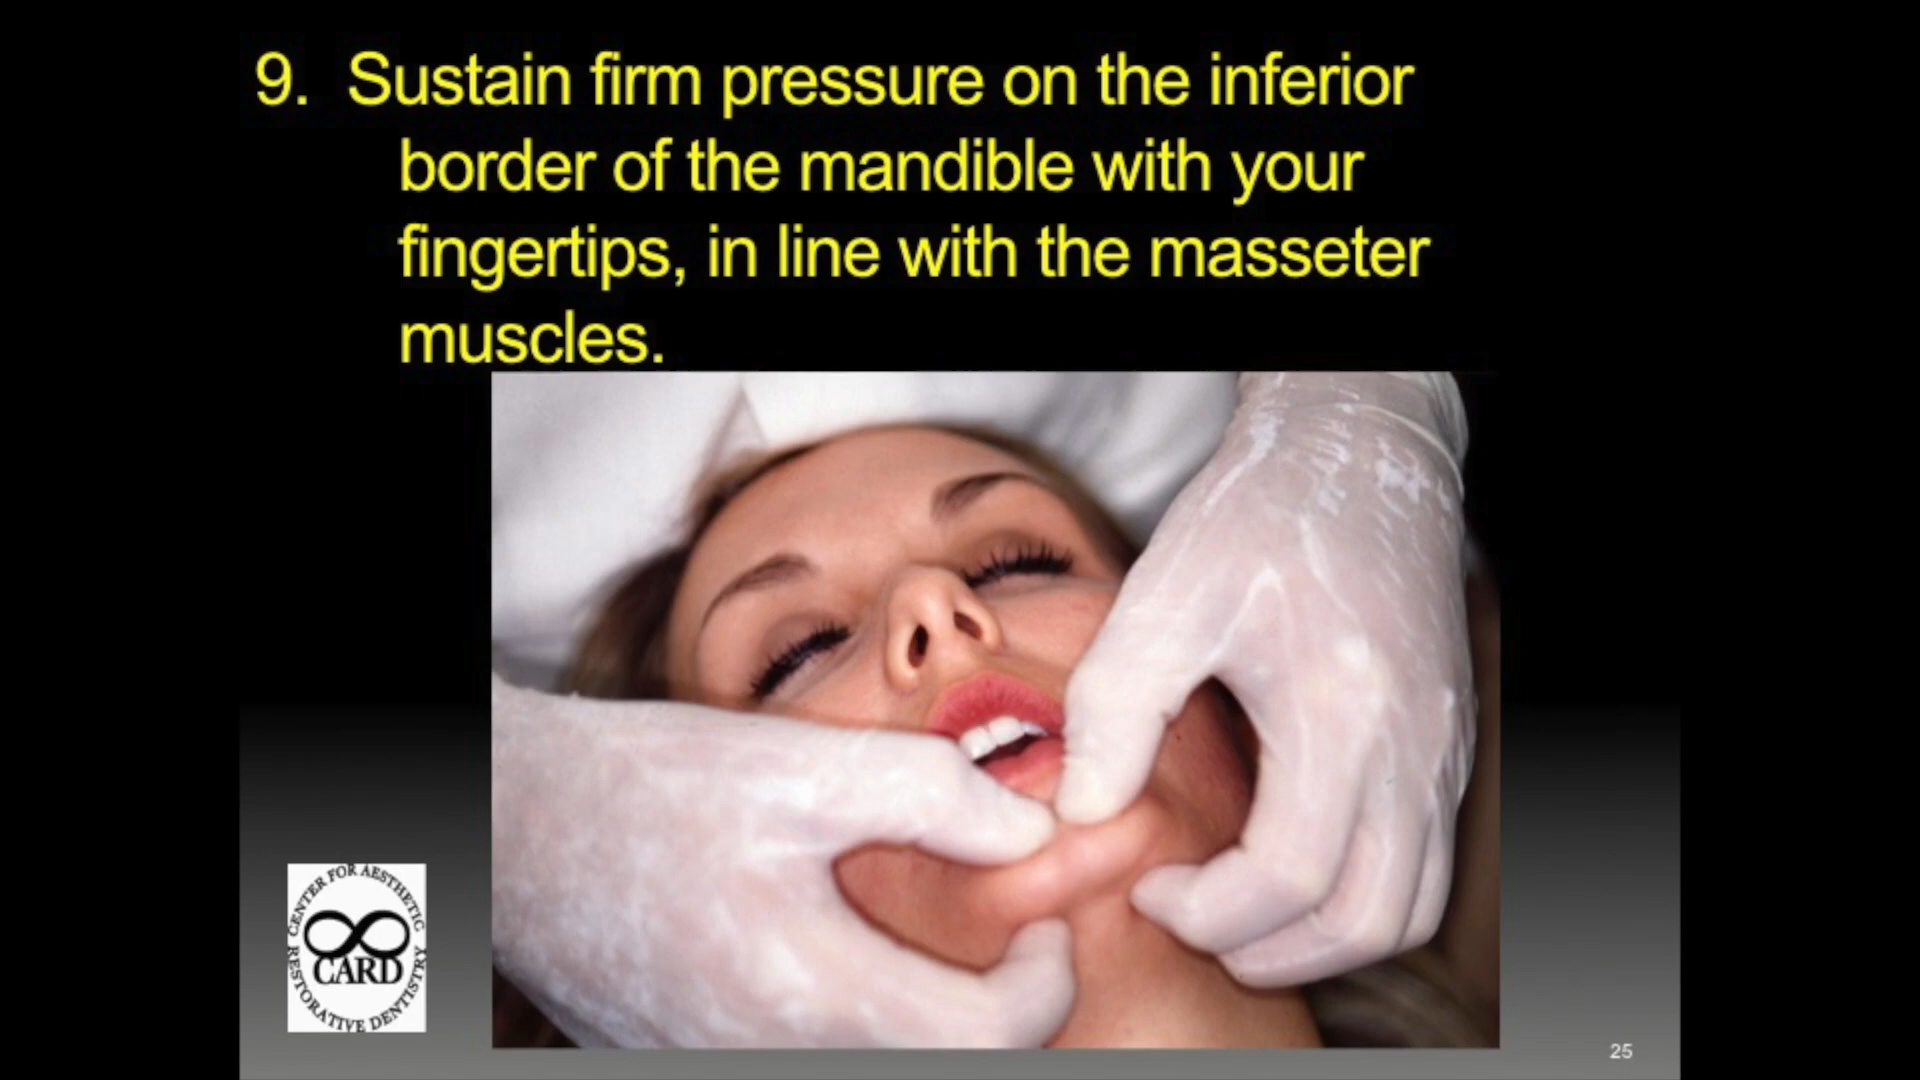 9. Sustain firm pressure on the inferior
border of the mandible with your
fingertips, in line with the masseter
muscles.
CENTER FOR AESTHETIC
CARD
RESTORATIVE DENTISTRY
25